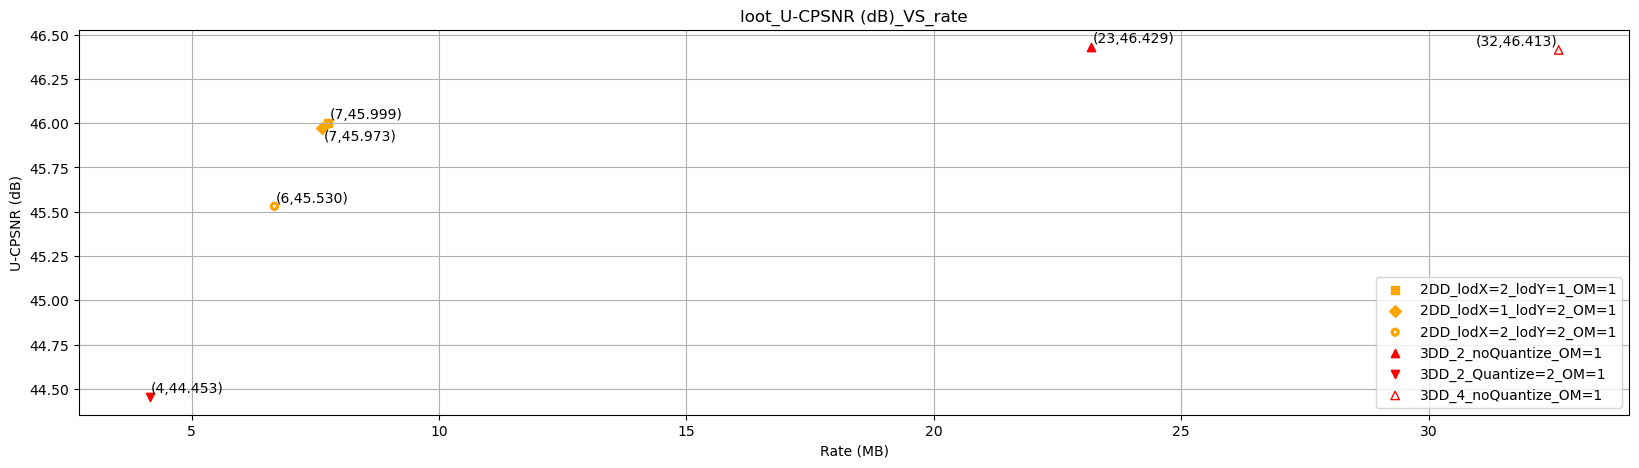 loot_U-CPSNR (dB)_VS_rate
46.50
46.25
46.00
45.75
45.50
45.25
45.00
44.75
44.50
U-CPSNR (dB)
(23,46.429)
(32,46.413)
(7,45.999)
(7,45.973)
(6,45.530)
(4,44.453)
2DD_lodX=2_lodY=1_OM=1
2DD_lodX=1_lodY=2_OM=1
2DD_lodX=2_lodY=2_OM=1
3DD_2_noQuantize_OM=1
3DD_2_Quantize=2_OM=1
3DD_4_noQuantize_OM=1
5
10
15
20
25
30
Rate (MB)